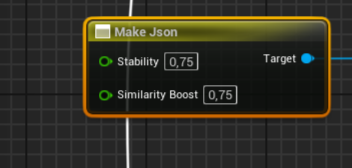 Make Json
Stability 0,75 Target
Similarity Boost 0,75